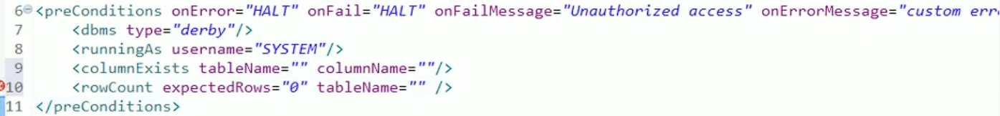 6 <preConditions onError="HALT" onFail="HALT" onFailMessage="Unauthorized access" onErrorMessage="custom err
7 <dbms type="derby"/>
8 <runningAs username="SYSTEM"/>
9 <columnExists tableName="" columnName=""/>
10 <rowCount expectedRows="0" tableName="" />
11 </preConditions>